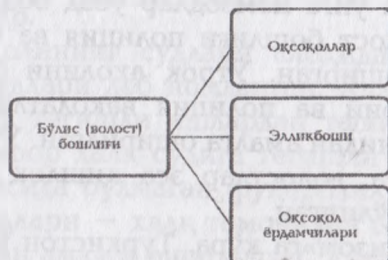 Оқсоқоллар
Бўлис (волост)
бошлиғи
Элликбоши
Оқсоқол
ёрдамчилари